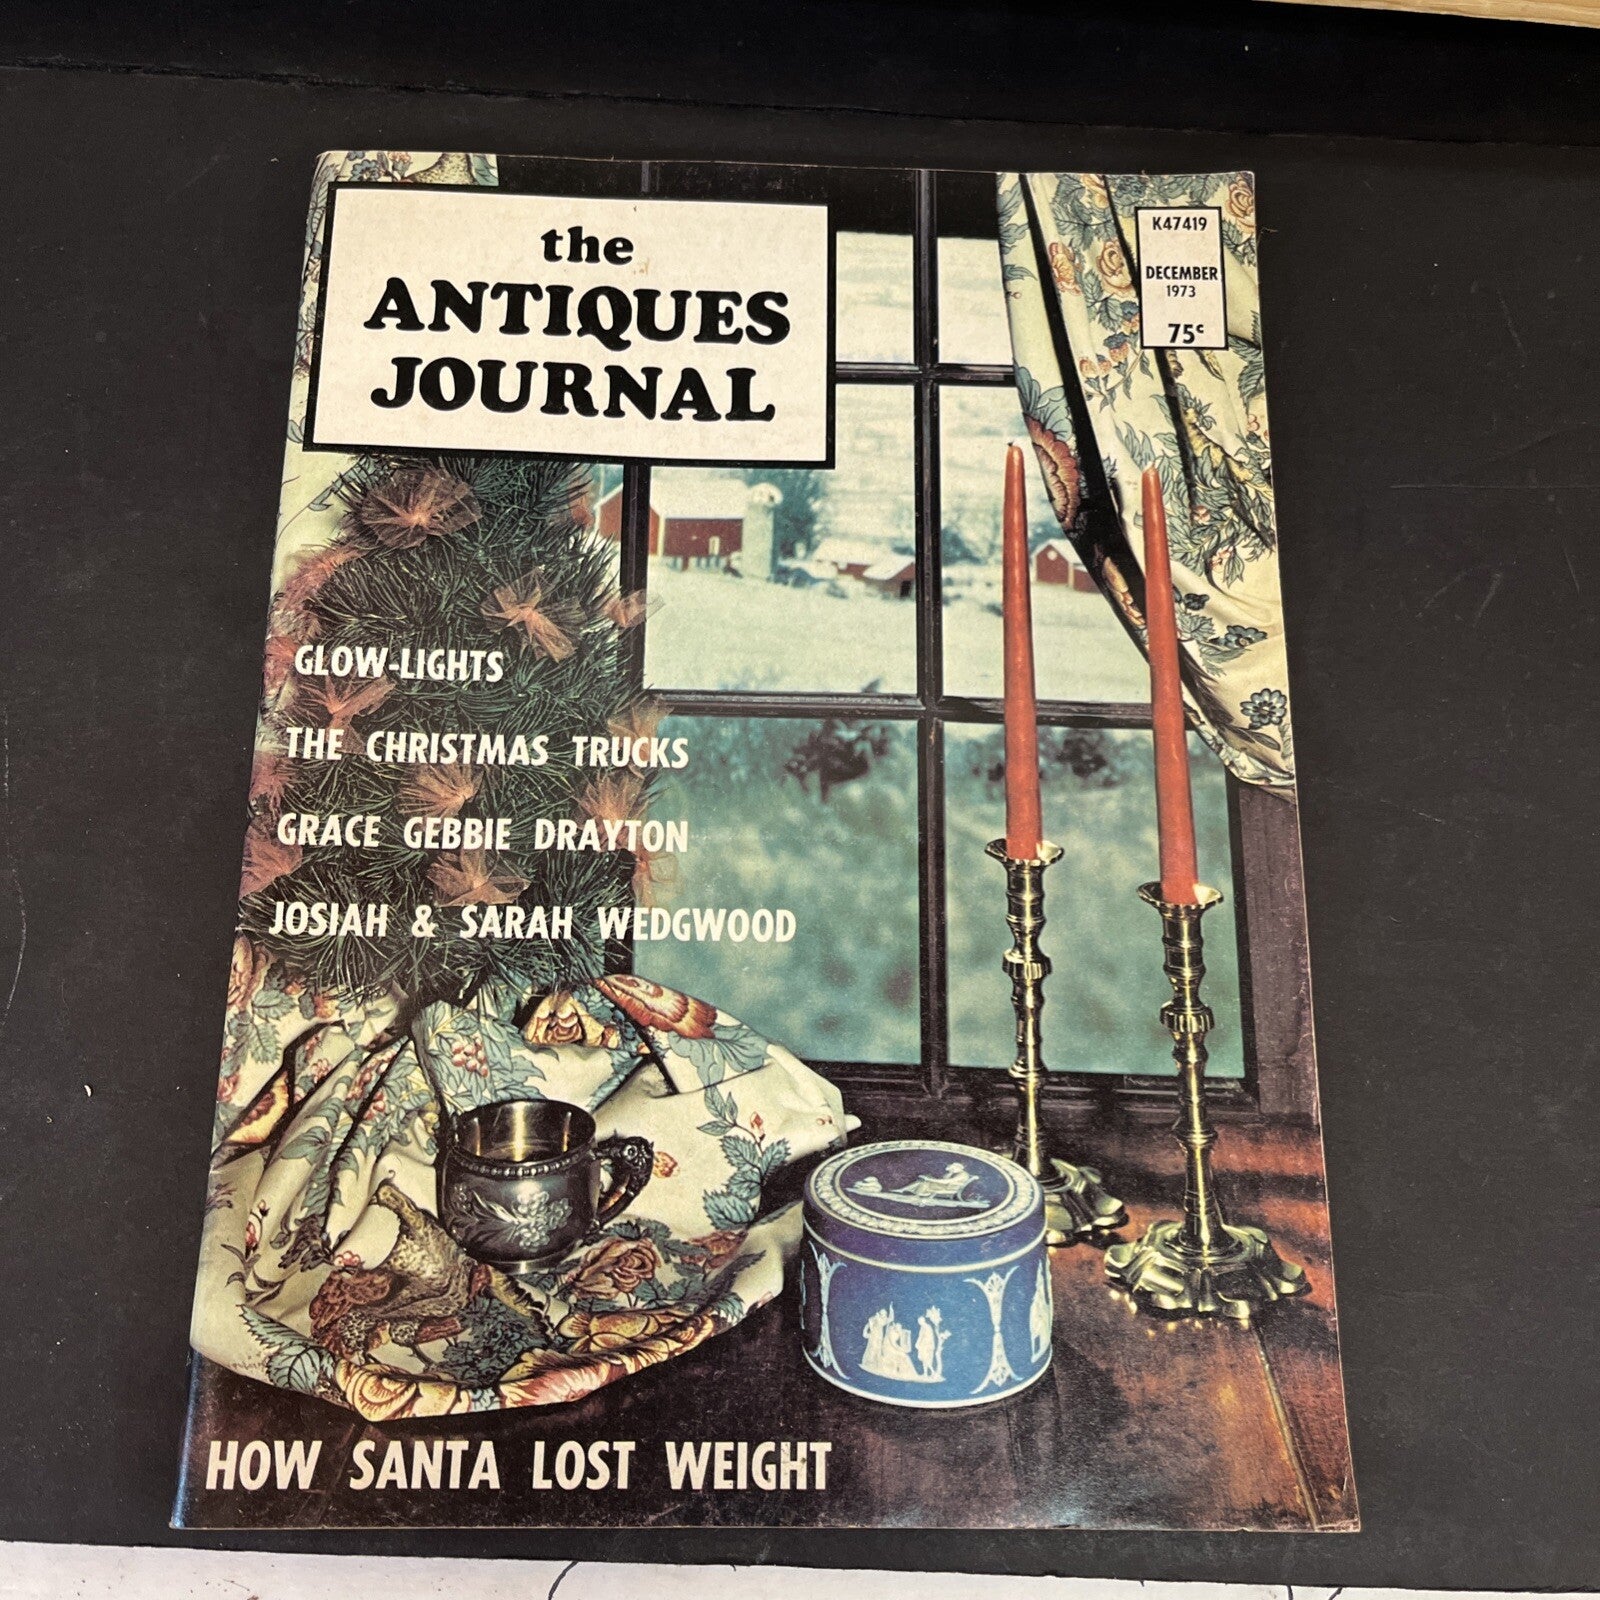 the
ANTIQUES
JOURNAL
K47419
DECEMBER
1973
75¢
GLOW-LIGHTS
THE CHRISTMAS TRUCKS
GRACE GEBBIE DRAYTON
JOSIAH & SARAH WEDGWOOD
HOW SANTA LOST WEIGHT